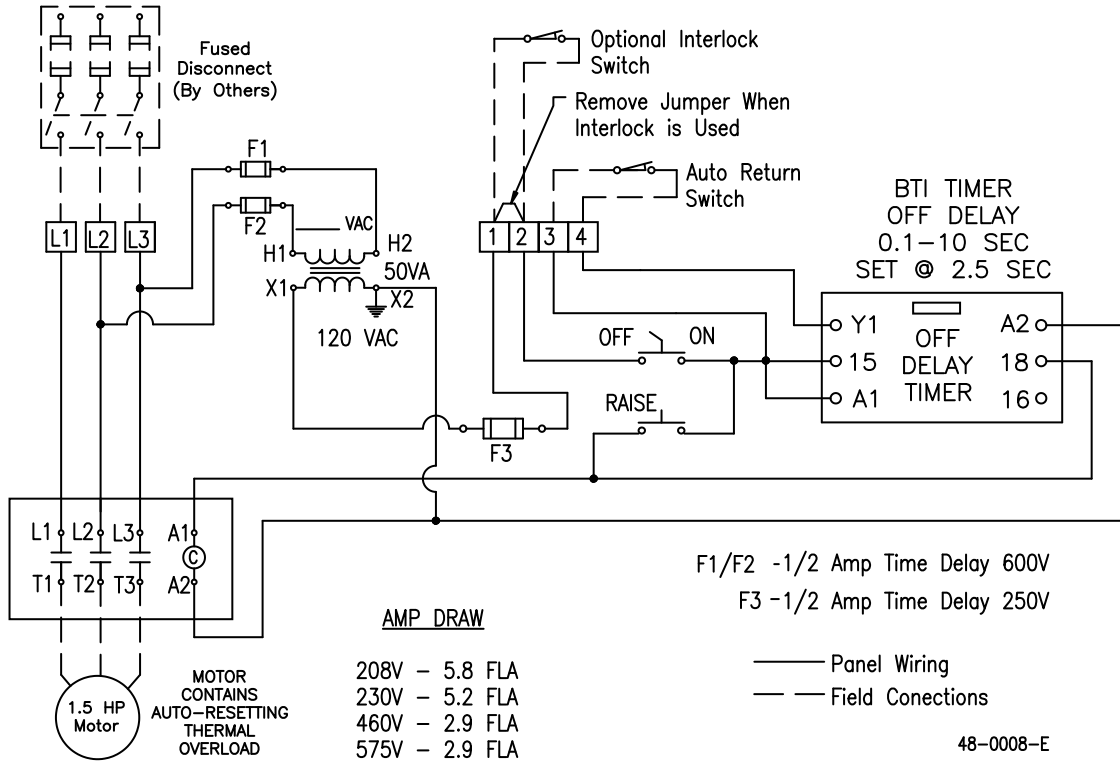 Fused
Disconnect
(By Others)
Optional Interlock
Switch
Remove Jumper When
Interlock is Used
Auto Return
Switch
F1
F2
VAC
H1
H2
50VA
X1
X2
120 VAC
L1
L2
L3
1
2
3
4
BTI TIMER
OFF DELAY
0.1-10 SEC
SET @ 2.5 SEC
OFF
ON
RAISE
F3
Y1
A2
15
OFF
DELAY
TIMER
18
A1
16
L1
L2
L3
A1
C
T1
T2
T3
A2
1.5 HP
Motor
MOTOR
CONTAINS
AUTO-RESETTING
THERMAL
OVERLOAD
AMP DRAW
208V - 5.8 FLA
230V - 5.2 FLA
460V - 2.9 FLA
575V - 2.9 FLA
F1/F2 -1/2 Amp Time Delay 600V
F3 -1/2 Amp Time Delay 250V
Panel Wiring
Field Conections
48-0008-E